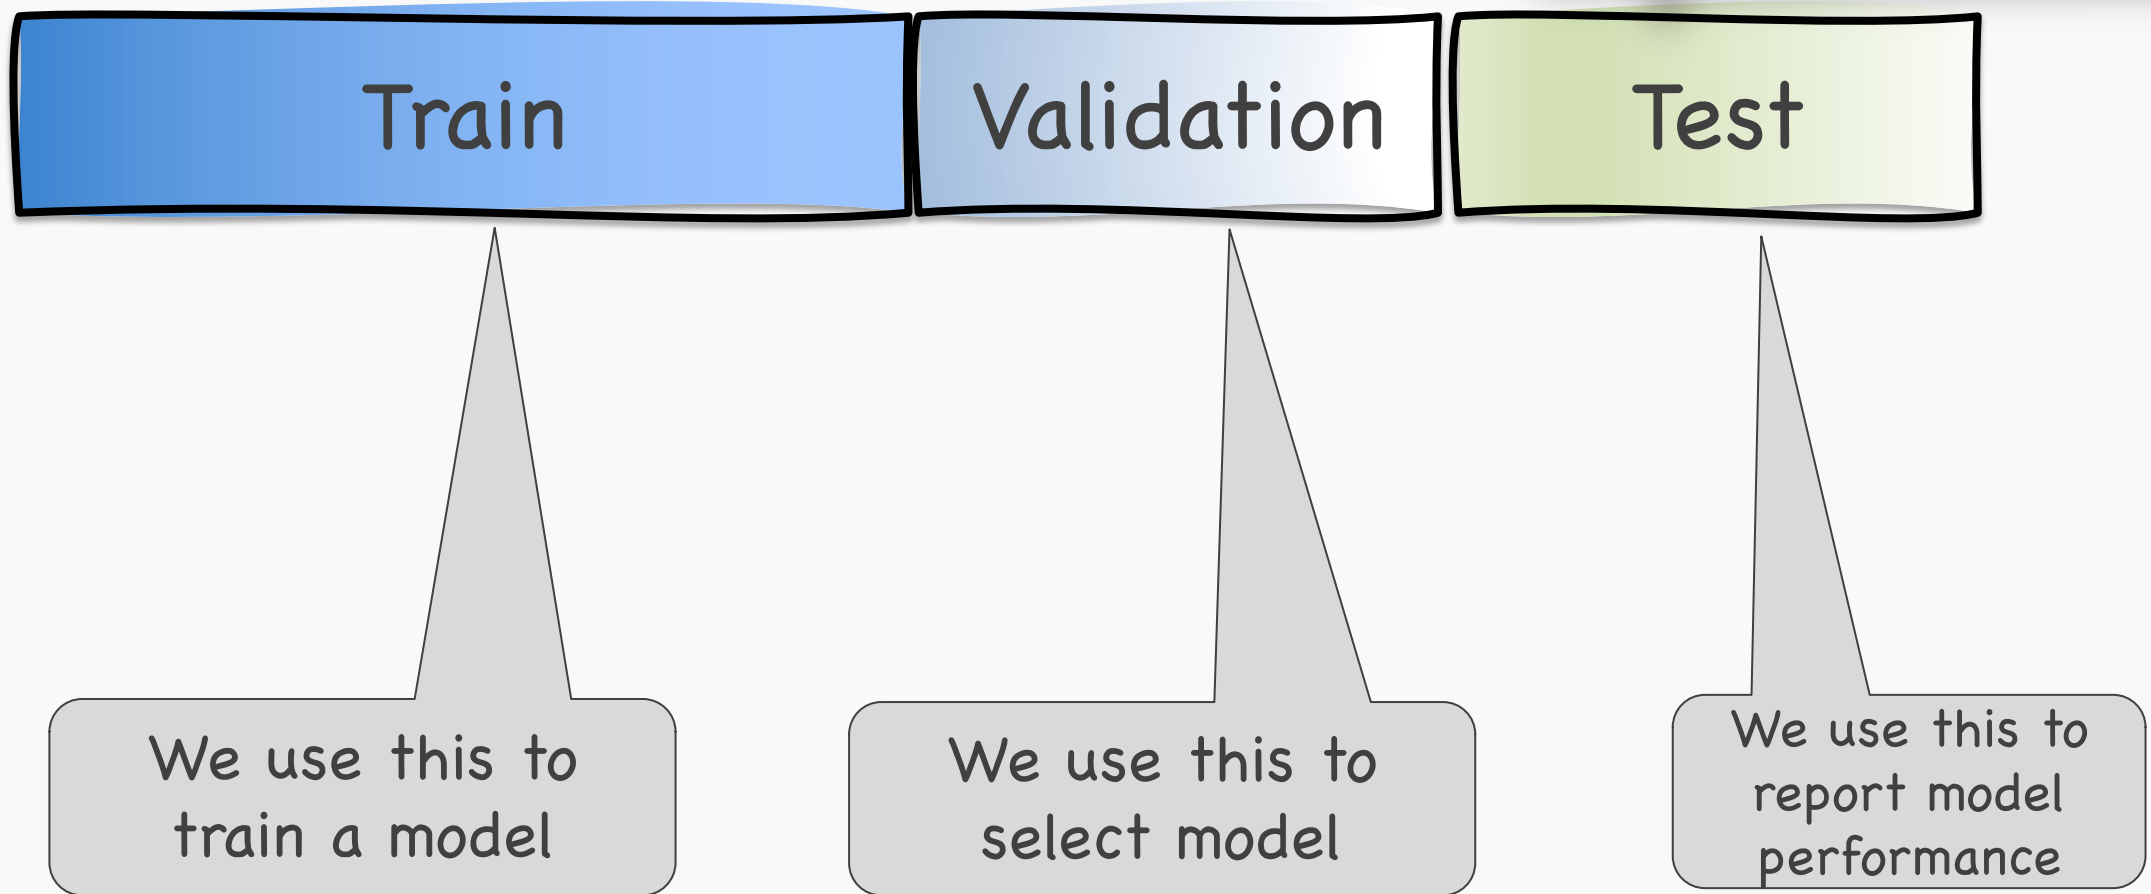 Train
Validation
Test
We use this to
train a model
We use this to
select model
We use this to
report model
performance